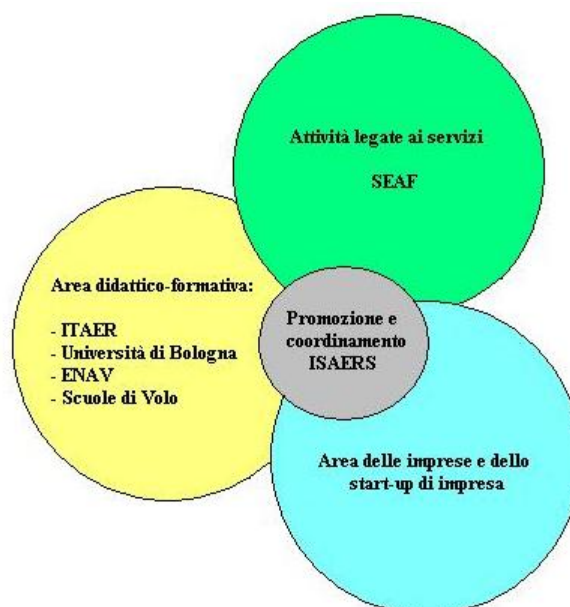 Attività legate ai servizi
SEAF
Area didattico-formativa:
- ITAER
- Università di Bologna
- ENAV
- Scuole di Volo
Promozione e
coordinamento
ISAERS
Area delle imprese e dello
start-up di impresa